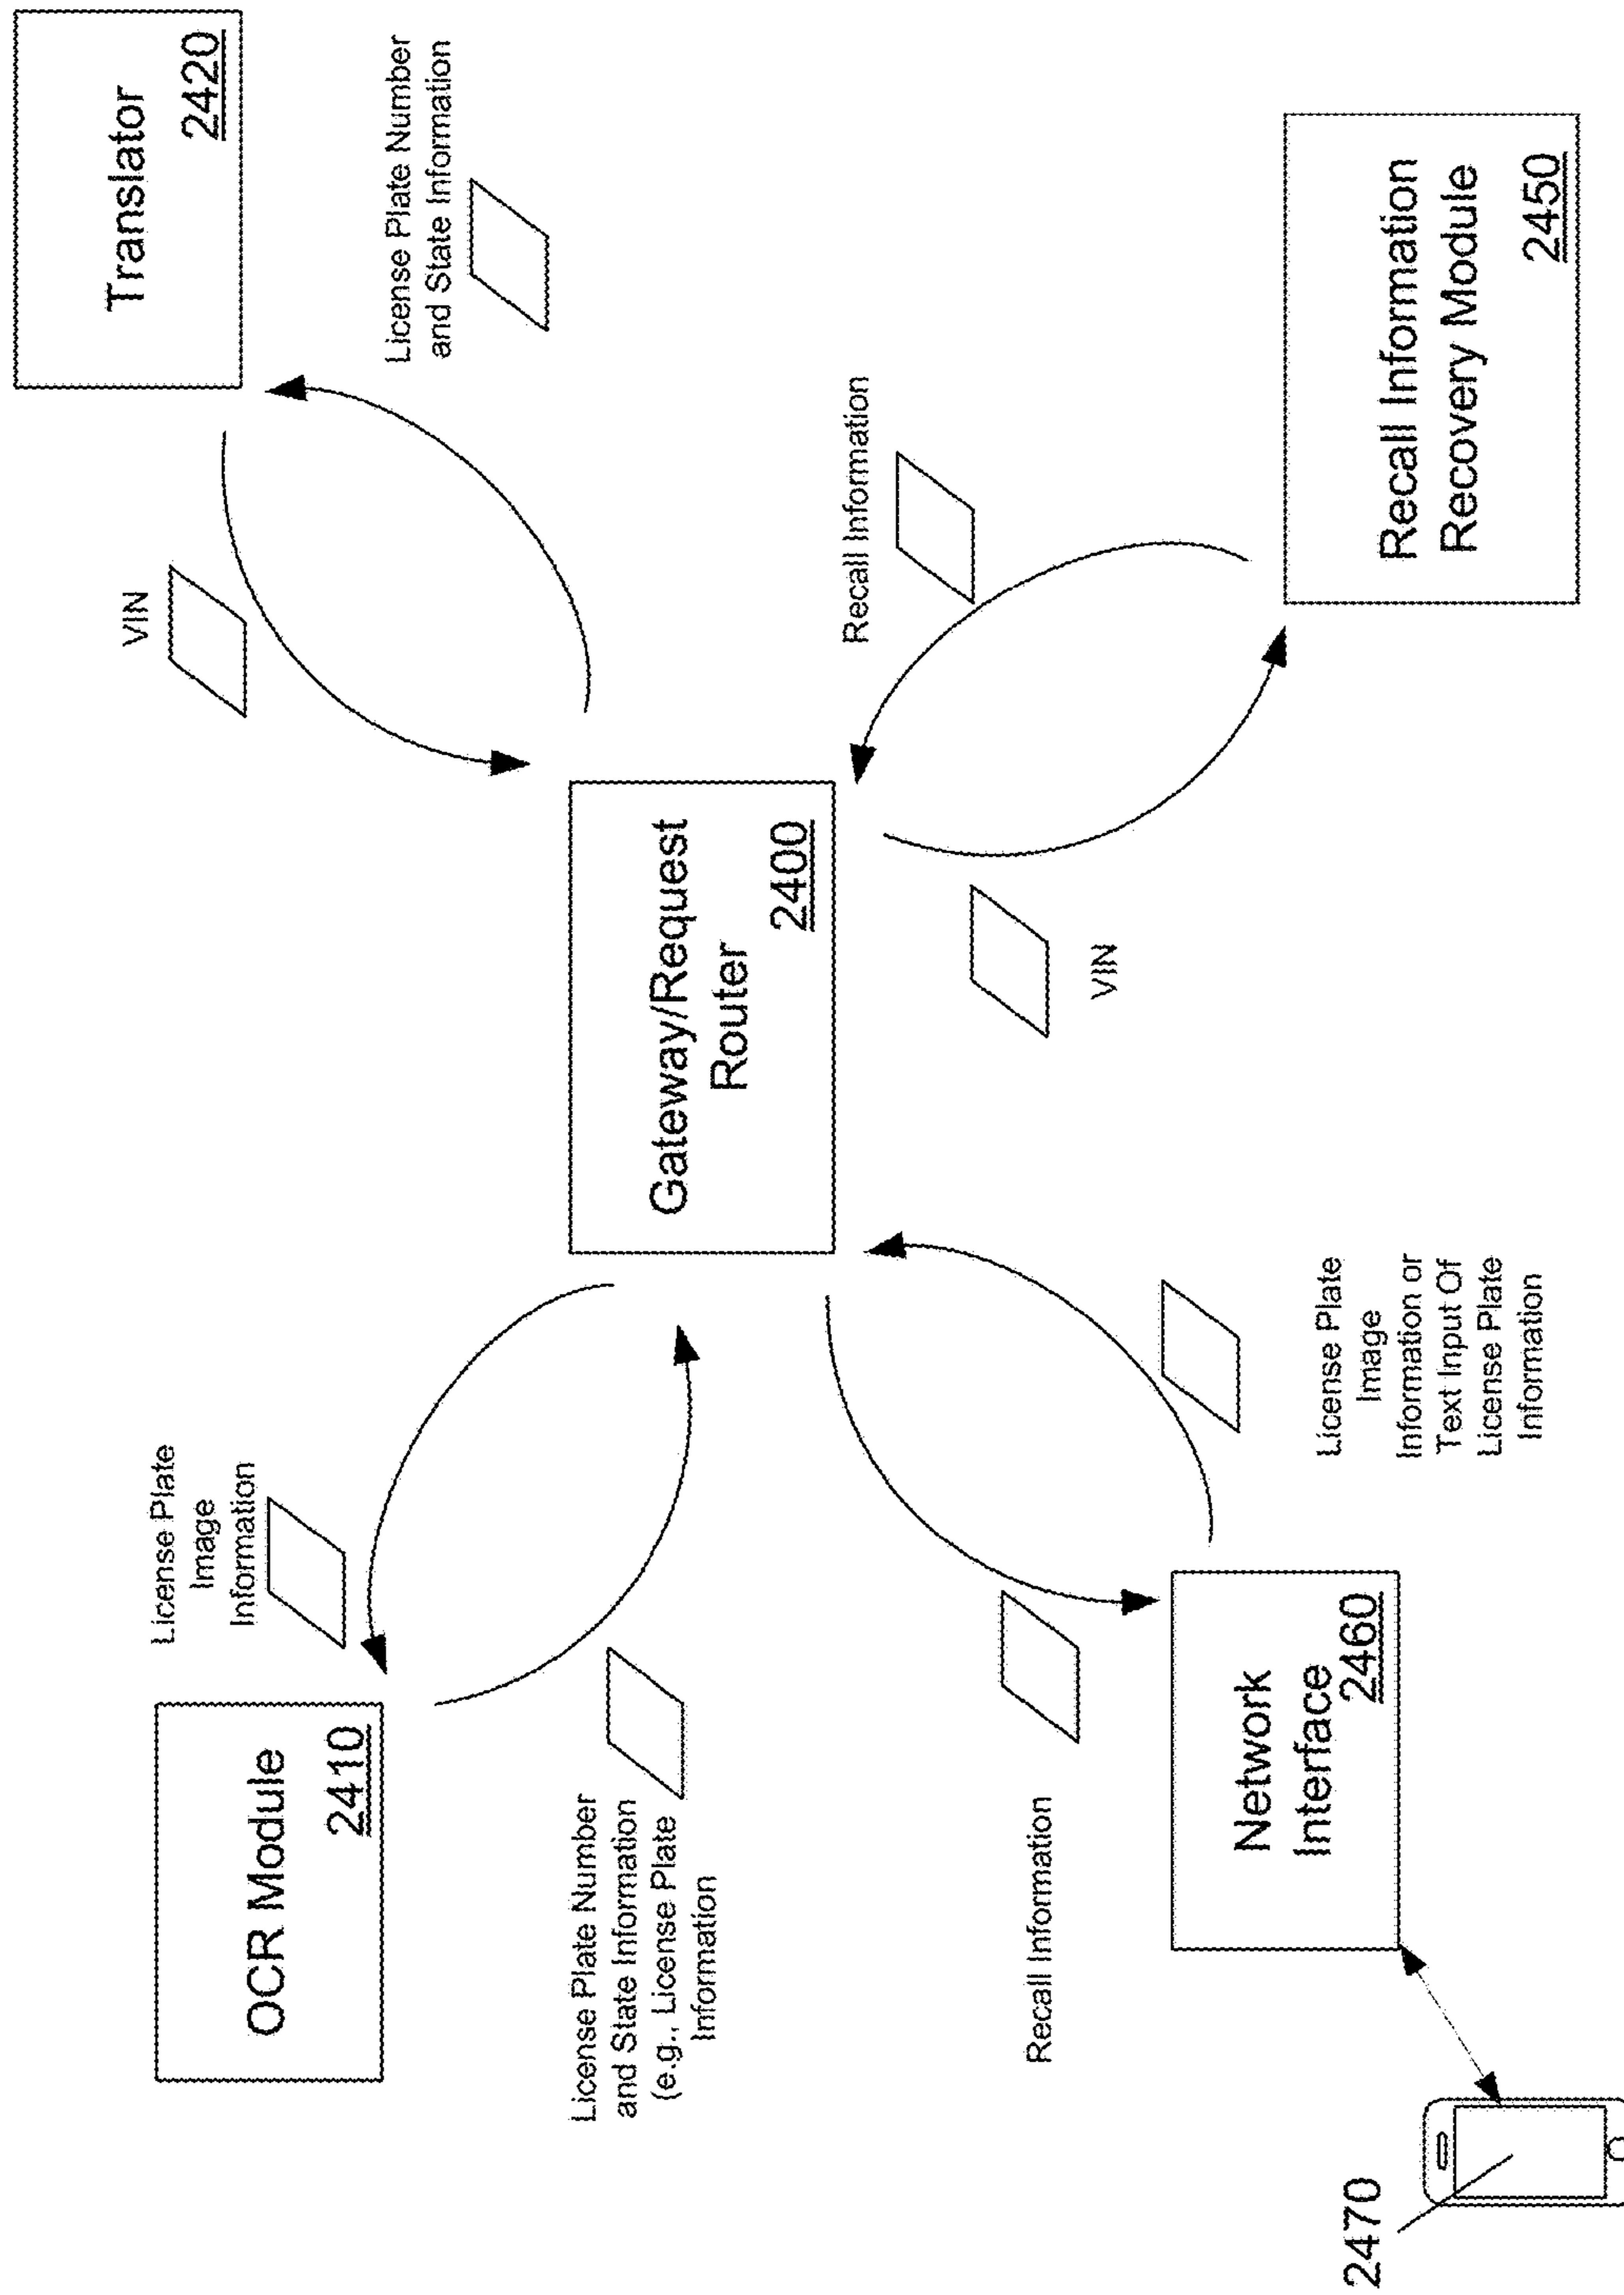 OCR Module
2410
License Plate
Image
Information
VIN
Translator
2420
License Plate Number
and State Information
License Plate Number
and State Information
(e.g., License Plate
Information
Gateway/Request
Router
2400
Recall Information
Recall Information
VIN
Network
Interface
2460
License Plate
Image
Information or
Text Input Of
License Plate
Information
Recall Information
Recovery Module
2450
2470